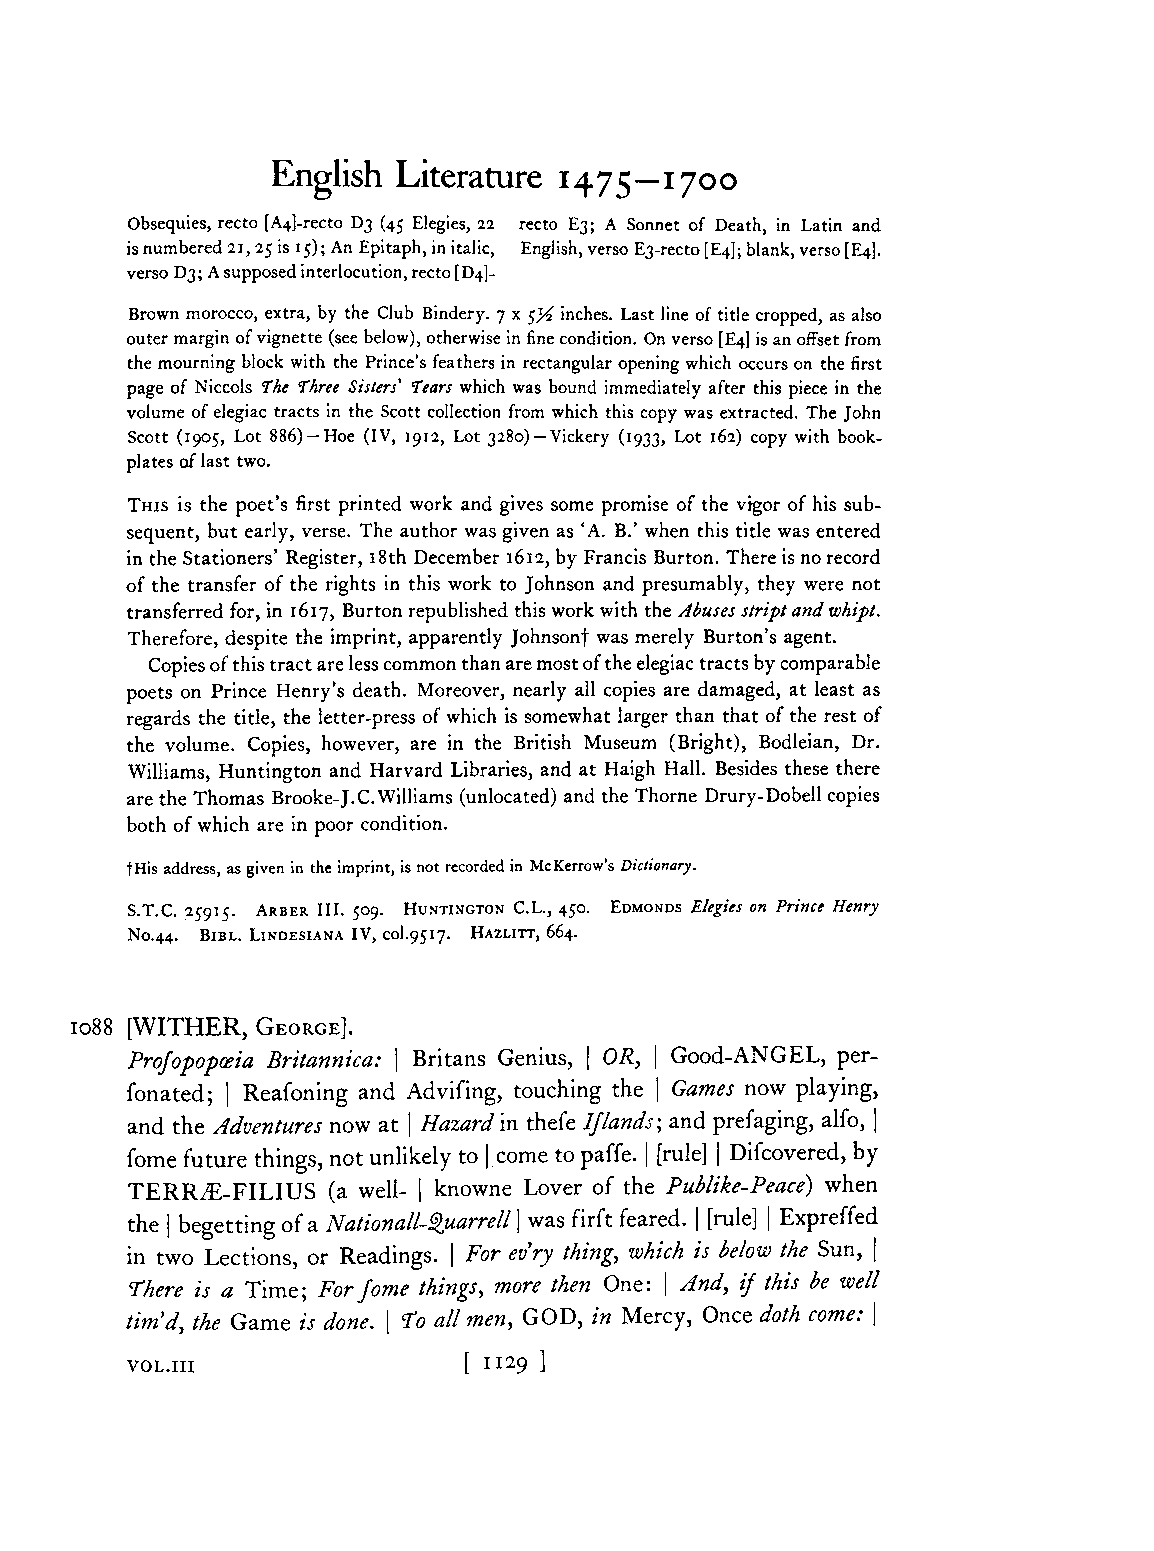 English Literature 1475–1700
Obsequies, recto [A4]-recto D3 (45 Elegies, 22
is numbered 21, 25 is 15); An Epitaph, in italic,
verso D3; A supposed interlocution, recto [D4]-
recto E3; A Sonnet of Death, in Latin and
English, verso E3-recto [E4]; blank, verso [E4].
Brown morocco, extra, by the Club Bindery. 7 x 5½ inches. Last line of title cropped, as also
outer margin of vignette (see below), otherwise in fine condition. On verso [E4] is an offset from
the mourning block with the Prince's feathers in rectangular opening which occurs on the first
page of Niccols The Three Sisters' Tears which was bound immediately after this piece in the
volume of elegiac tracts in the Scott collection from which this copy was extracted. The John
Scott (1905, Lot 886)—Hoe (IV, 1912, Lot 3280)—Vickery (1933, Lot 162) copy with book-
plates of last two.
THIS is the poet's first printed work and gives some promise of the vigor of his sub-
sequent, but early, verse. The author was given as 'A. B.' when this title was entered
in the Stationers' Register, 18th December 1612, by Francis Burton. There is no record
of the transfer of the rights in this work to Johnson and presumably, they were not
transferred for, in 1617, Burton republished this work with the Abuses stript and whipt.
Therefore, despite the imprint, apparently Johnson† was merely Burton's agent.
Copies of this tract are less common than are most of the elegiac tracts by comparable
poets on Prince Henry's death. Moreover, nearly all copies are damaged, at least as
regards the title, the letter-press of which is somewhat larger than that of the rest of
the volume. Copies, however, are in the British Museum (Bright), Bodleian, Dr.
Williams, Huntington and Harvard Libraries, and at Haigh Hall. Besides these there
are the Thomas Brooke-J.C.Williams (unlocated) and the Thorne Drury-Dobell copies
both of which are in poor condition.
†His address, as given in the imprint, is not recorded in McKerrow's Dictionary.
S.T.C. 25915. ARBER III. 509. HUNTINGTON C.L., 450. EDMONDS Elegies on Prince Henry
No.44. BIBL. LINDESIANA IV, col.9517. HAZLITT, 664.
1088 [WITHER, GEORGE].
Proſopopœia Britannica: | Britans Genius, | OR, | Good-ANGEL, per-
ſonated; | Reaſoning and Adviſing, touching the | Games now playing,
and the Adventures now at | Hazard in theſe Iſlands; and preſaging, alſo, |
ſome future things, not unlikely to | come to paſſe. | [rule] | Diſcovered, by
TERRÆ-FILIUS (a well- | knowne Lover of the Publike-Peace) when
the | begetting of a Nationall-Quarrell | was firſt feared. | [rule] | Expreſſed
in two Lections, or Readings. | For ev'ry thing, which is below the Sun, |
There is a Time; For ſome things, more then One: | And, if this be well
tim'd, the Game is done. | To all men, GOD, in Mercy, Once doth come: |
VOL.III [ 1129 ]